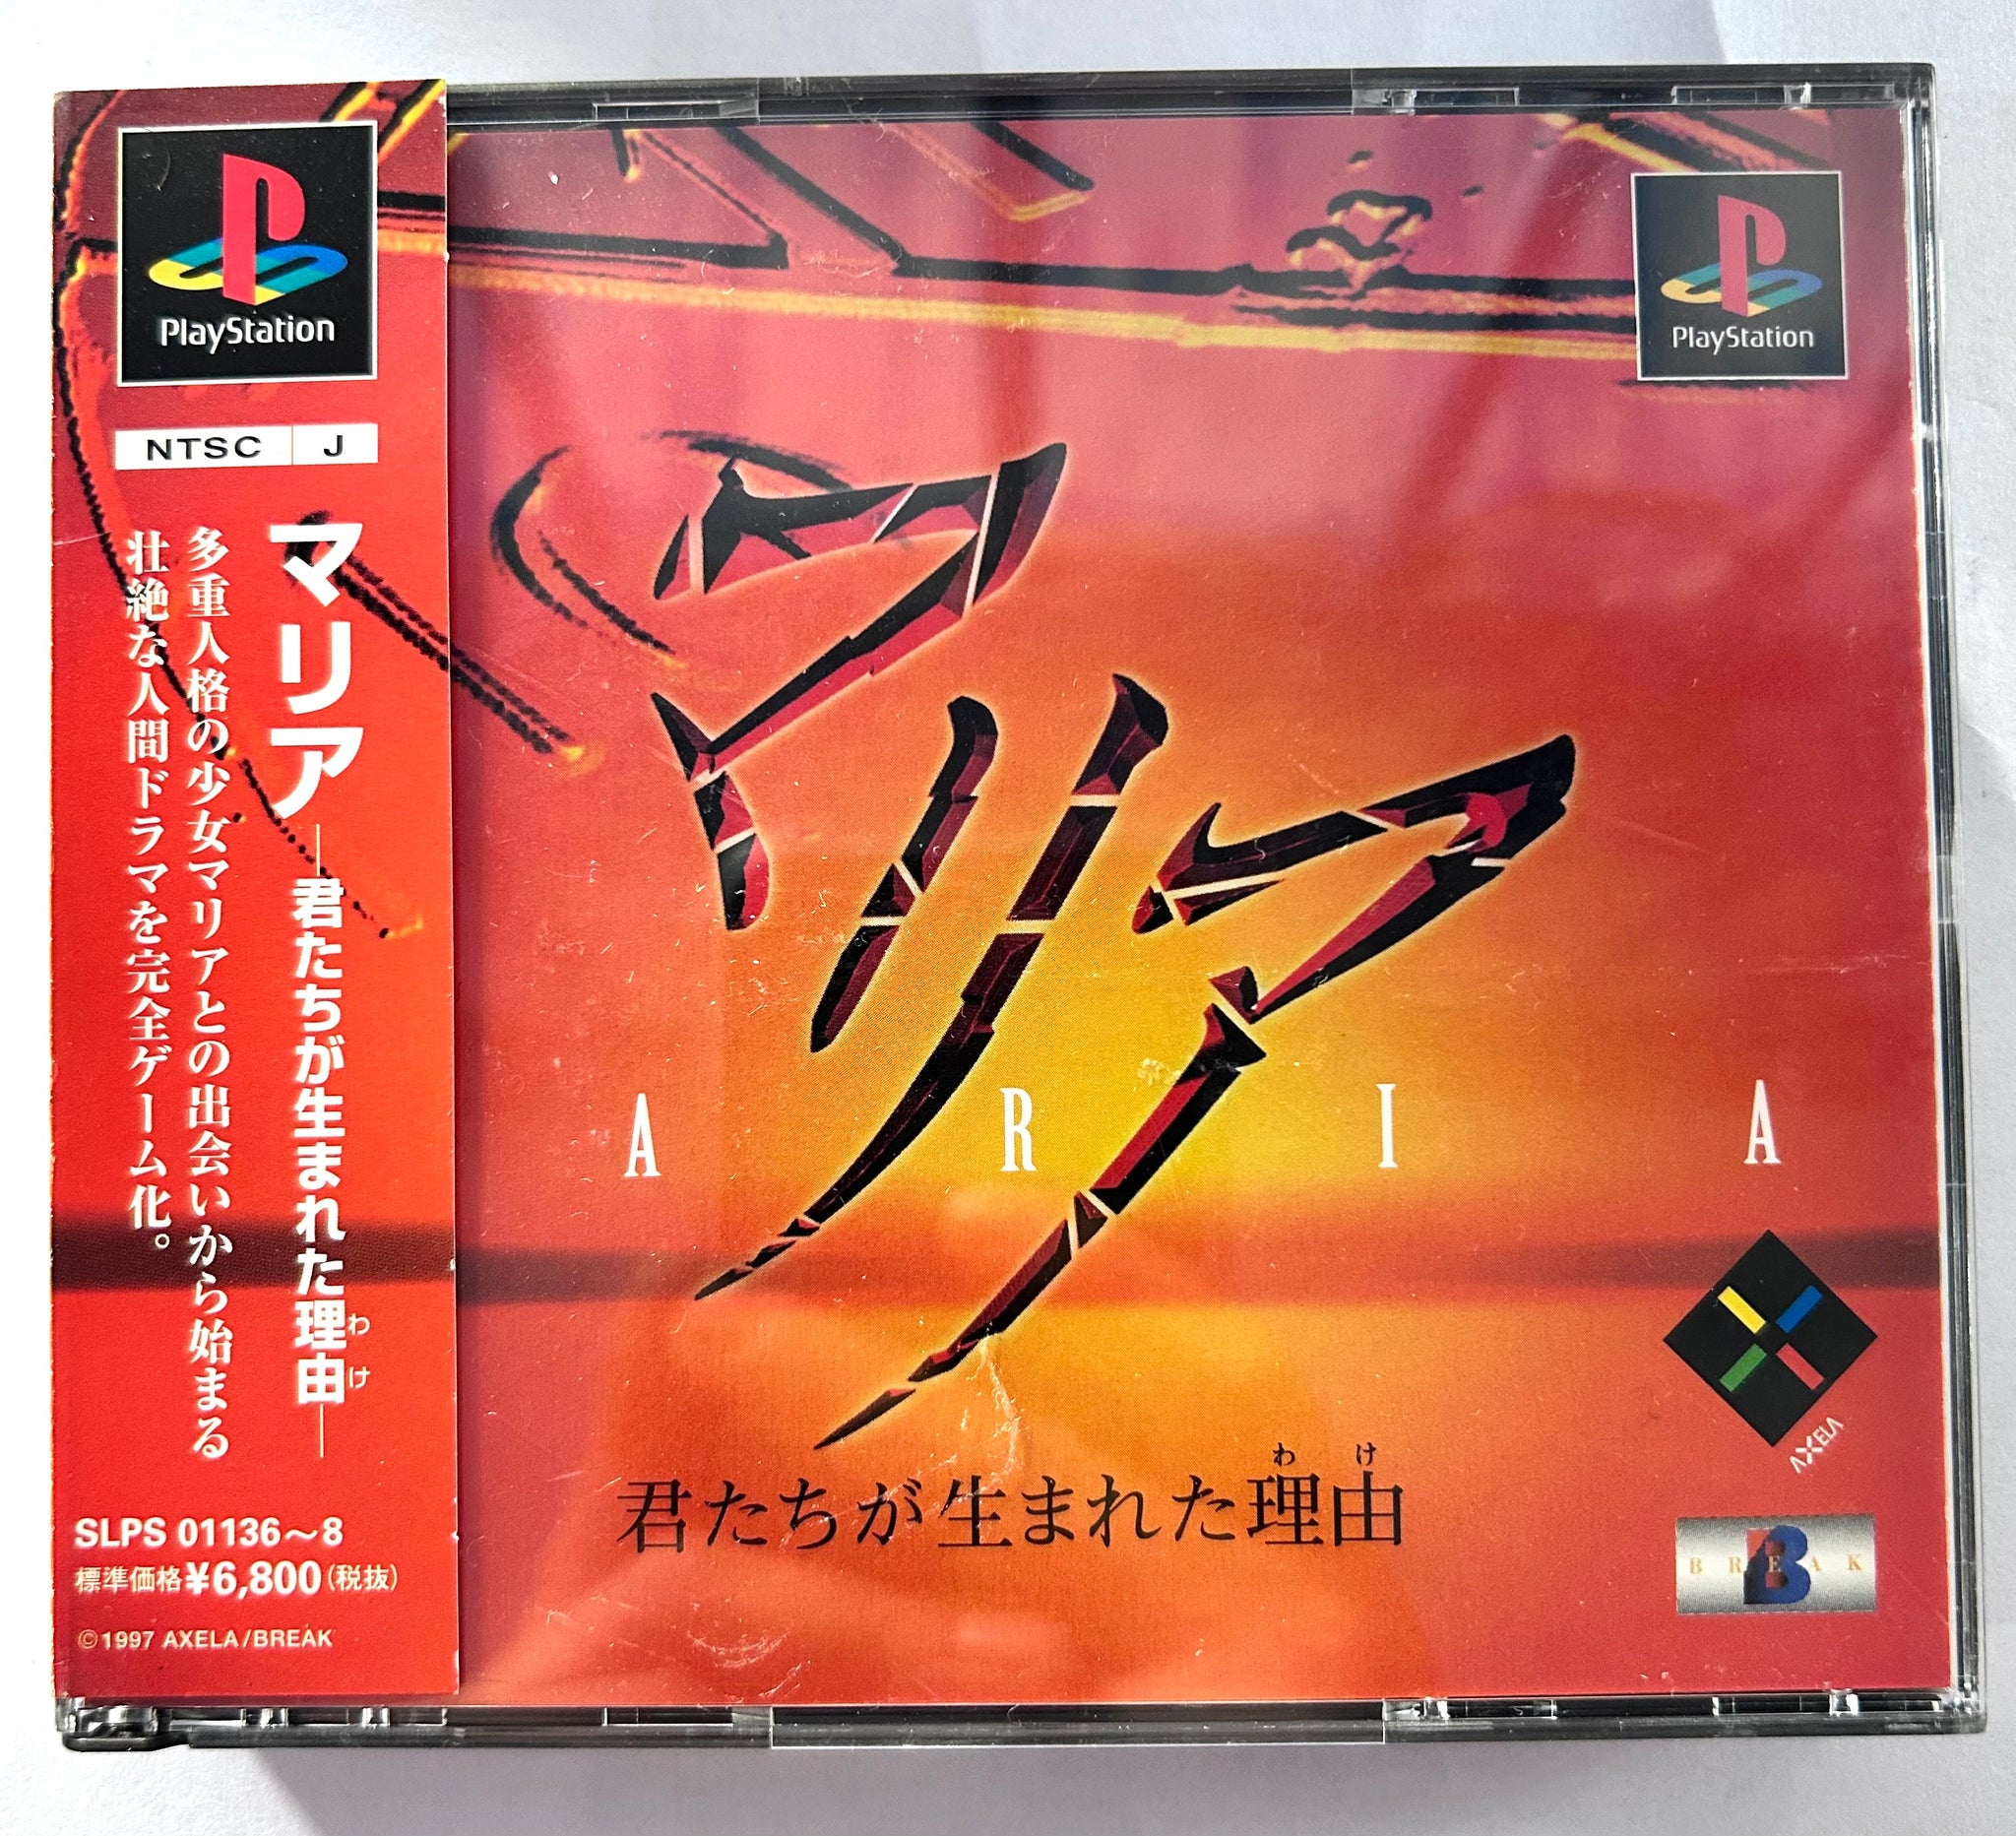 PlayStation
NTSC J
マリア
―君たちが生まれた理由―
わけ
多重人格の少女マリアとの出会いから始まる
壮絶な人間ドラマを完全ゲーム化。
SLPS 01136~8
標準価格¥6,800(税抜)
©1997 AXELA/BREAK
PlayStation
マリア
A R I A
わけ
君たちが生まれた理由
AXELA
BREAK